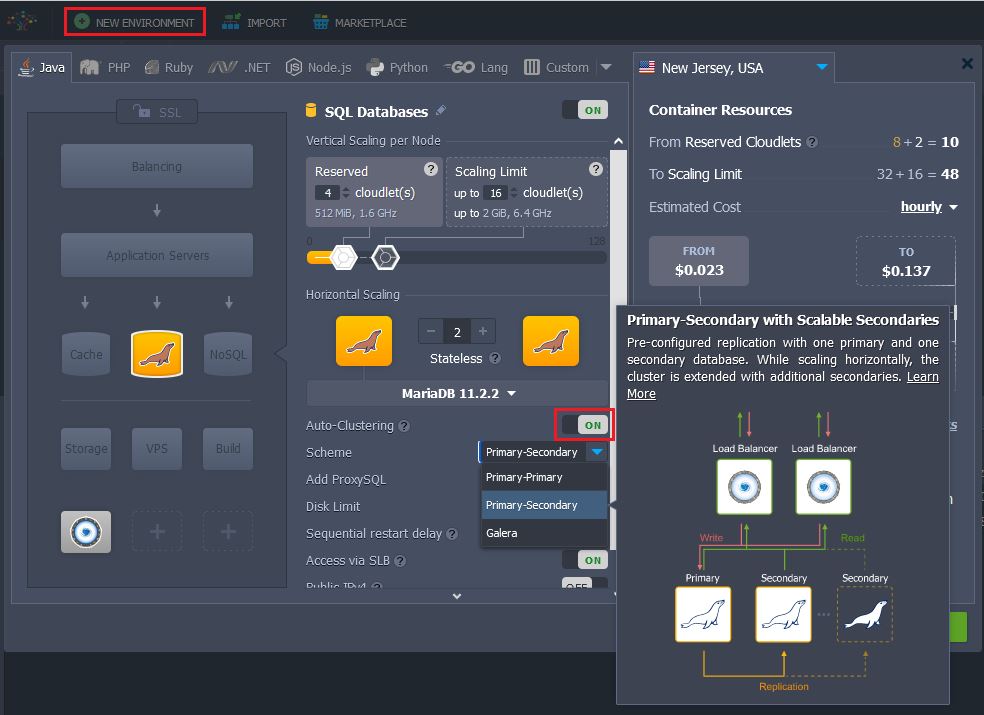 NEW ENVIRONMENT
IMPORT
MARKETPLACE
Java
PHP
Ruby
.NET
Node.js
Python
GO Lang
Custom
SSL
Balancing
Application Servers
Cache
NoSQL
Storage
VPS
Build
SQL Databases
ON
Vertical Scaling per Node
Reserved ?
4 cloudlet(s)
512 MiB, 1.6 GHz
Scaling Limit ?
up to 16 cloudlet(s)
up to 2 GiB, 6.4 GHz
0
128
Horizontal Scaling
− 2 +
Stateless ?
MariaDB 11.2.2
Auto-Clustering ? ON
Scheme Primary-Secondary
Primary-Primary
Primary-Secondary
Galera
Add ProxySQL
Disk Limit
Sequential restart delay ?
Access via SLB ? ON
Public IPv4 ? OFF
New Jersey, USA
Container Resources
From Reserved Cloudlets ? 8 + 2 = 10
To Scaling Limit 32 + 16 = 48
Estimated Cost hourly
FROM
$0.023
TO
$0.137
Primary-Secondary with Scalable Secondaries
Pre-configured replication with one primary and one
secondary database. While scaling horizontally, the
cluster is extended with additional secondaries. Learn
More
Load Balancer Load Balancer
Write Read
Primary Secondary Secondary
Replication